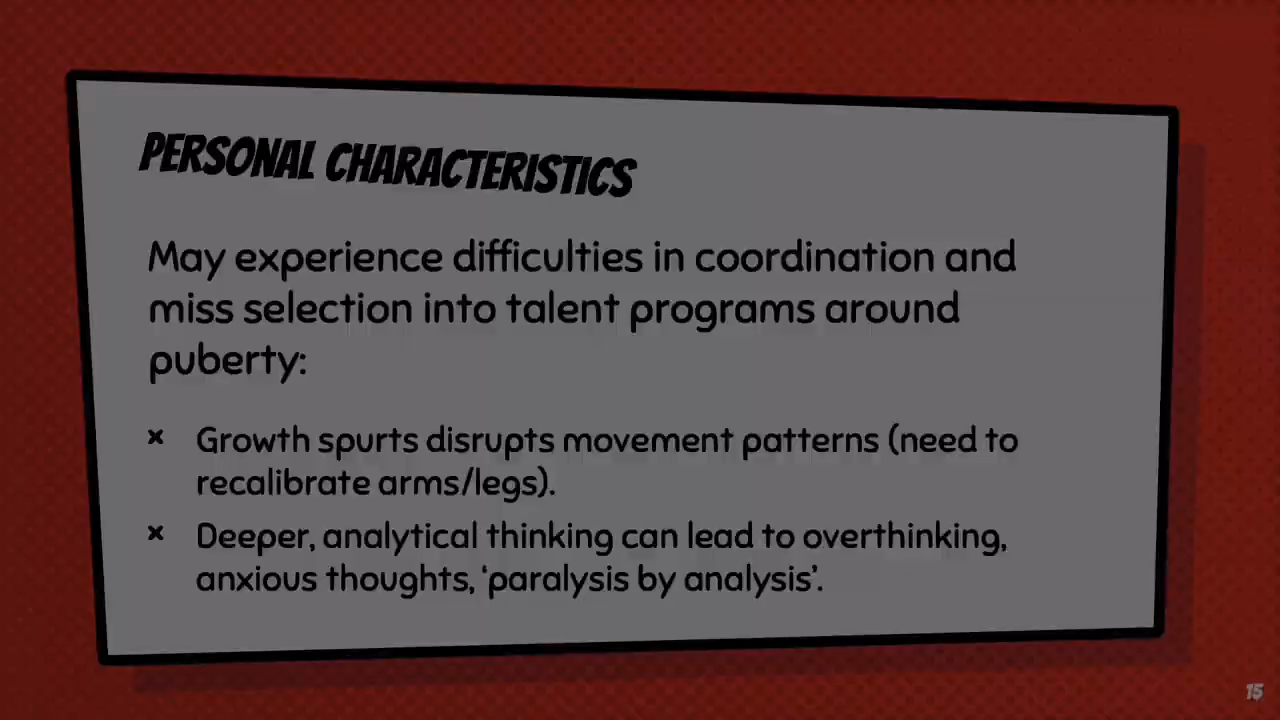 PERSONAL CHARACTERISTICS
May experience difficulties in coordination and
miss selection into talent programs around
puberty:
× Growth spurts disrupts movement patterns (need to
recalibrate arms/legs).
× Deeper, analytical thinking can lead to overthinking,
anxious thoughts, ‘paralysis by analysis’.
15